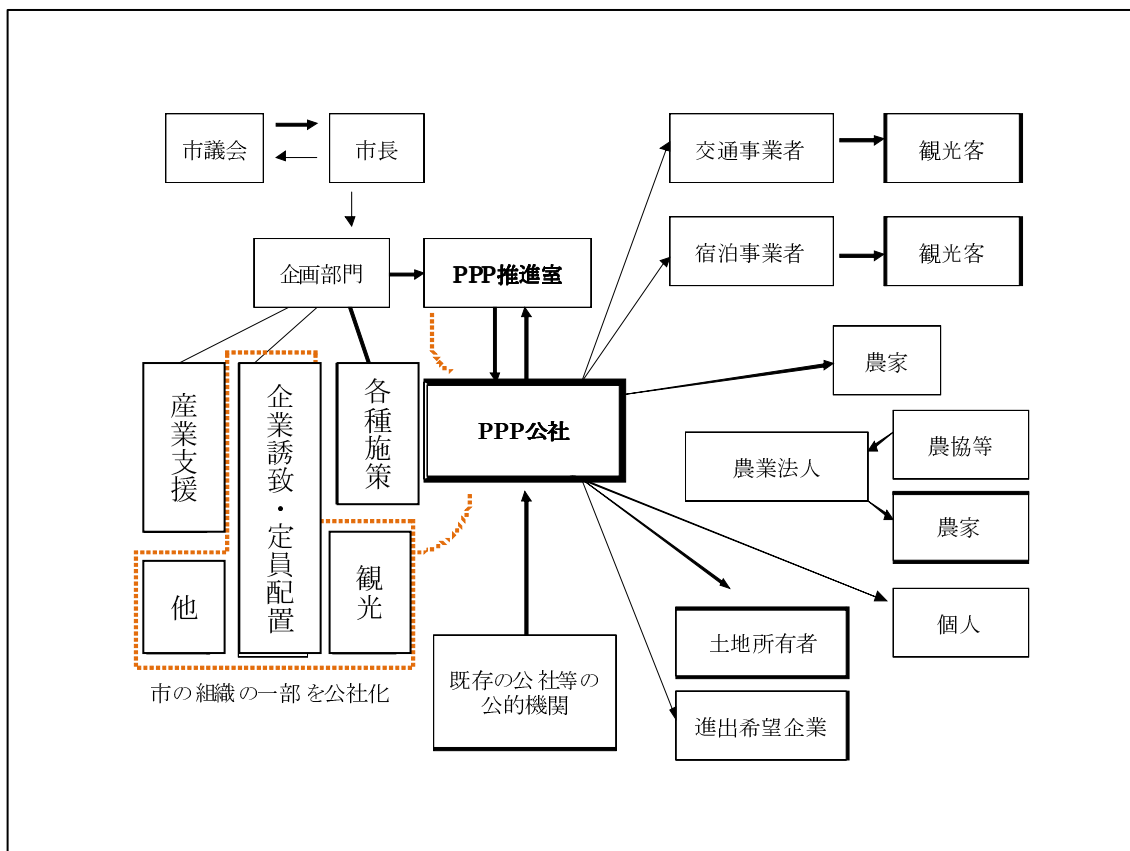 市議会
市長
交通事業者
観光客
企画部門
PPP推進室
宿泊事業者
観光客
産業支援
企業誘致・定員配置
各種施策
PPP公社
農家
農業法人
農協等
農家
他
観光
個人
土地所有者
既存の公社等の
公的機関
進出希望企業
市の組織の一部を公社化